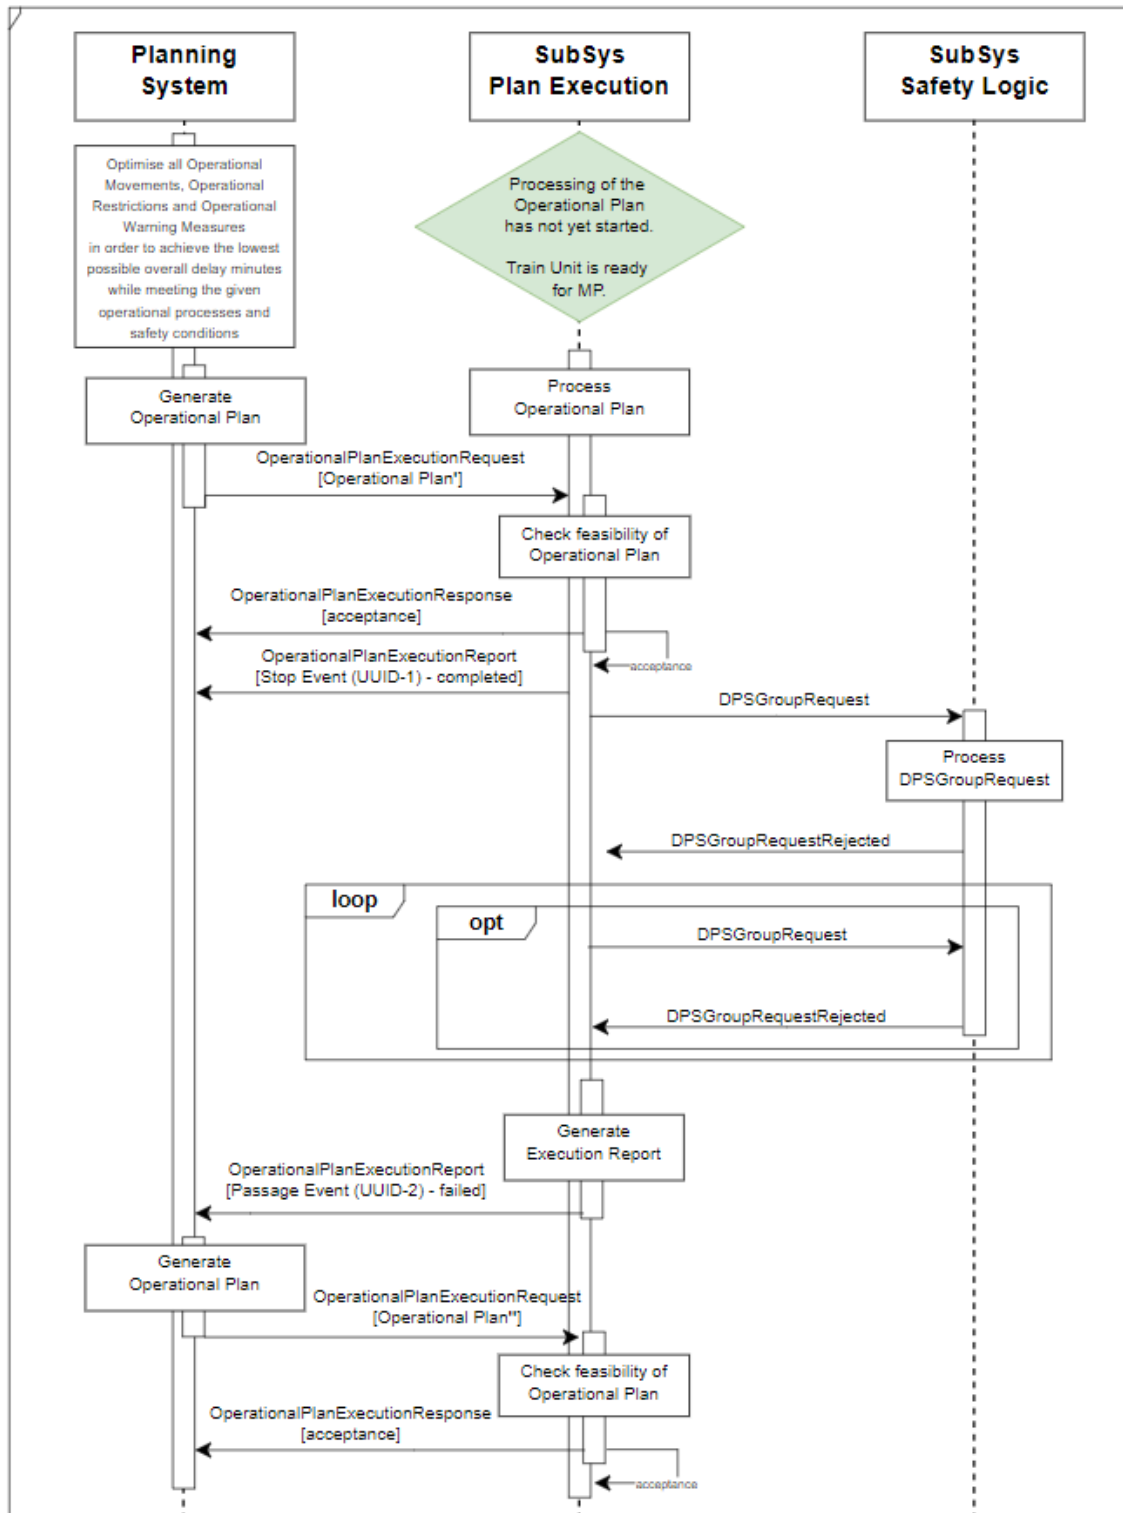 Planning
System
SubSys
Plan Execution
SubSys
Safety Logic
Optimise all Operational
Movements, Operational
Restrictions and Operational
Warning Measures
in order to achieve the lowest
possible overall delay minutes
while meeting the given
operational processes and
safety conditions
Processing of the
Operational Plan
has not yet started.
Train Unit is ready
for MP.
Generate
Operational Plan
Process
Operational Plan
OperationalPlanExecutionRequest
[Operational Plan']
Check feasibility of
Operational Plan
OperationalPlanExecutionResponse
[acceptance]
acceptance
OperationalPlanExecutionReport
[Stop Event (UUID-1) - completed]
DPSGroupRequest
Process
DPSGroupRequest
DPSGroupRequestRejected
loop
opt
DPSGroupRequest
DPSGroupRequestRejected
Generate
Execution Report
OperationalPlanExecutionReport
[Passage Event (UUID-2) - failed]
Generate
Operational Plan
OperationalPlanExecutionRequest
[Operational Plan'']
Check feasibility of
Operational Plan
OperationalPlanExecutionResponse
[acceptance]
acceptance